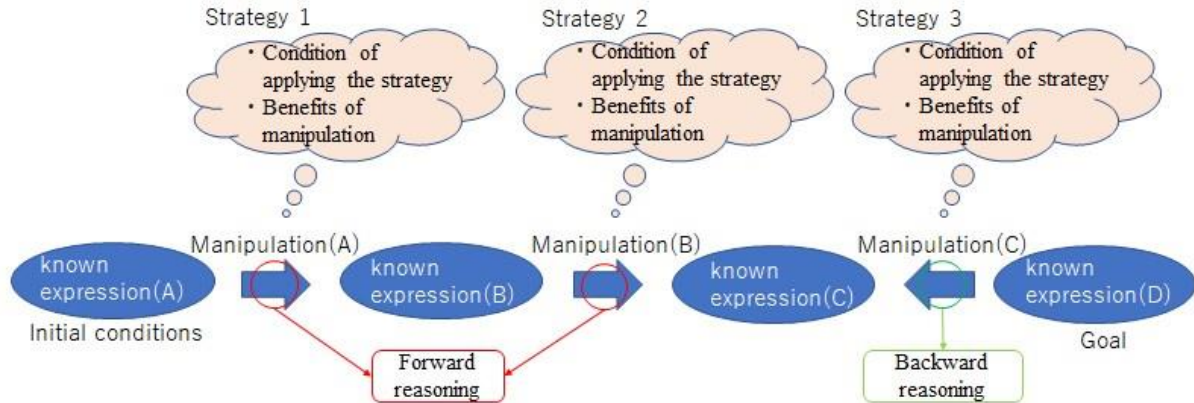 Strategy 1
・Condition of
applying the strategy
・Benefits of
manipulation
Strategy 2
・Condition of
applying the strategy
・Benefits of
manipulation
Strategy 3
・Condition of
applying the strategy
・Benefits of
manipulation
Manipulation(A)
Manipulation(B)
Manipulation(C)
known
expression(A)
known
expression(B)
known
expression(C)
known
expression(D)
Initial conditions
Goal
Forward
reasoning
Backward
reasoning